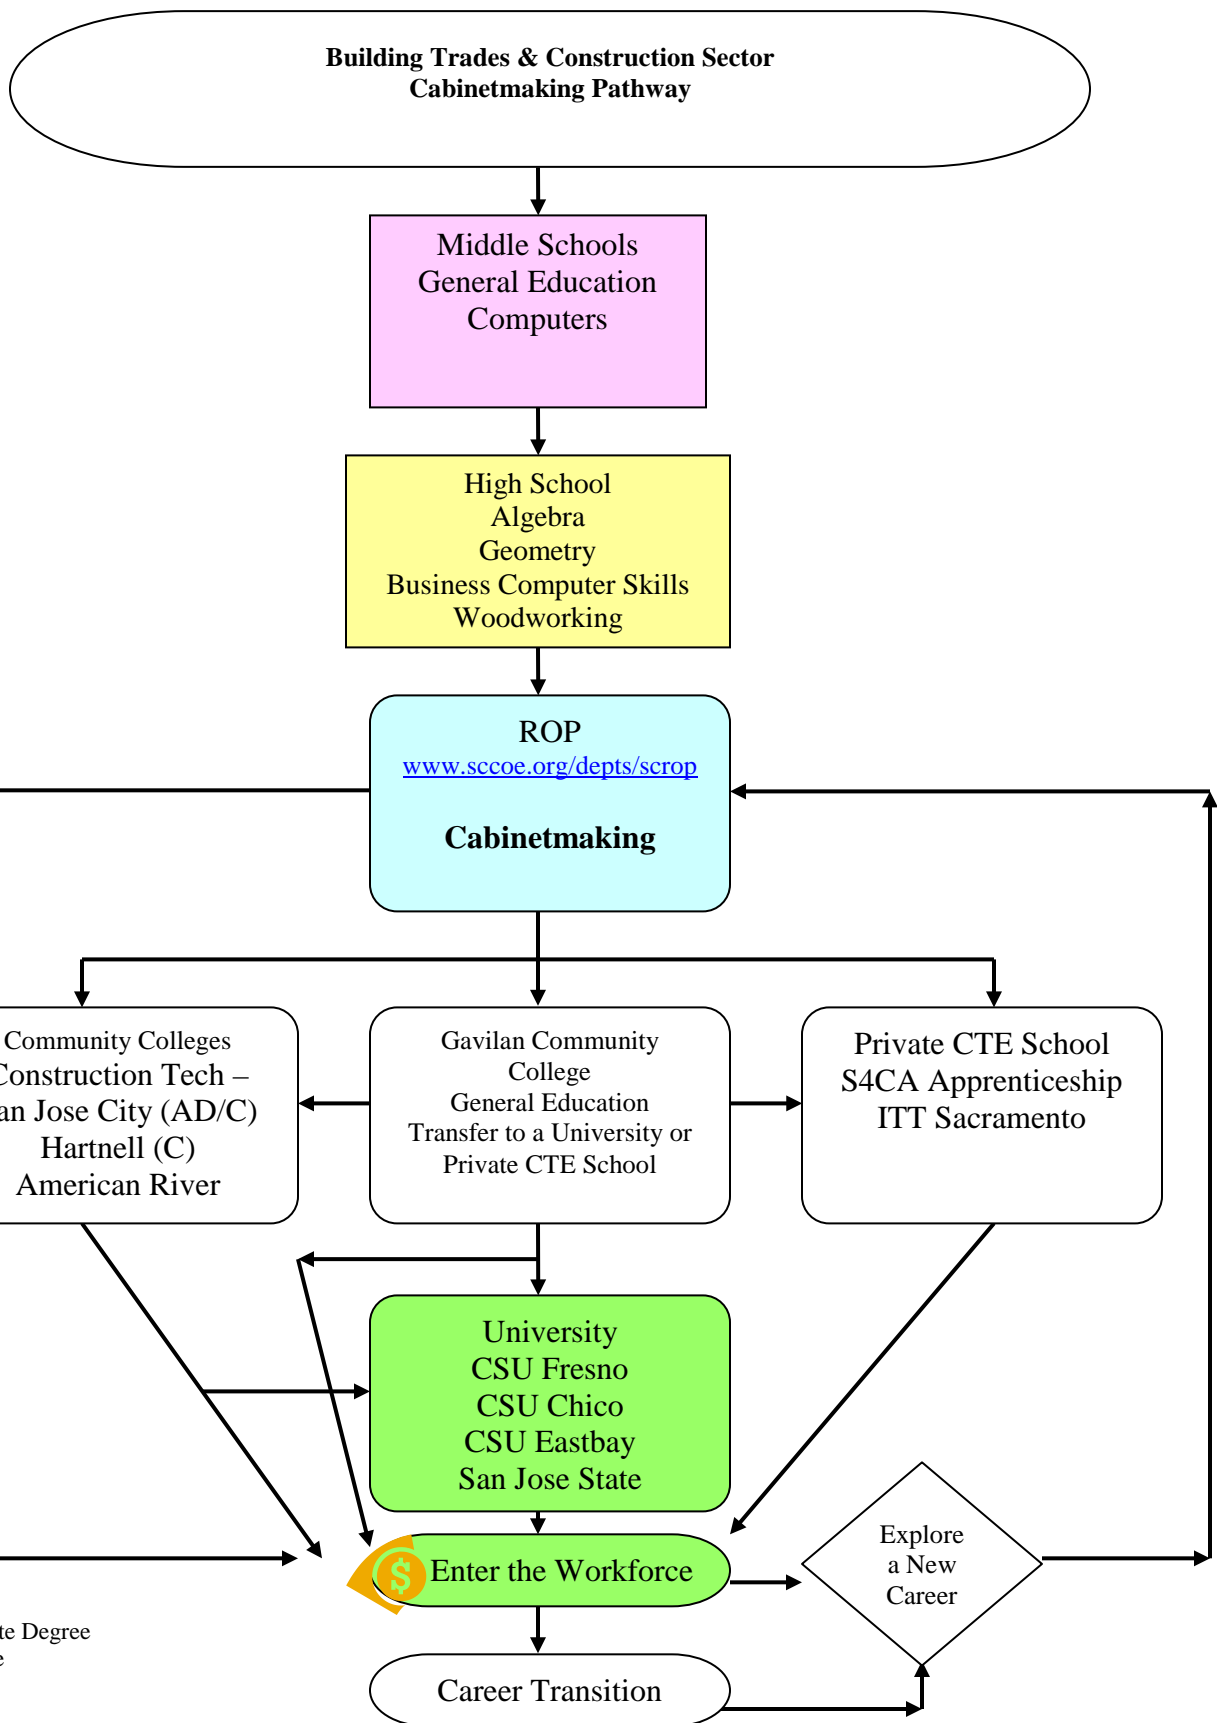 Building Trades & Construction Sector
Cabinetmaking Pathway
Middle Schools
General Education
Computers
High School
Algebra
Geometry
Business Computer Skills
Woodworking
ROP
www.sccoe.org/depts/scrop
Cabinetmaking
Community Colleges
Construction Tech –
an Jose City (AD/C)
Hartnell (C)
American River
Gavilan Community
College
General Education
Transfer to a University or
Private CTE School
Private CTE School
S4CA Apprenticeship
ITT Sacramento
University
CSU Fresno
CSU Chico
CSU Eastbay
San Jose State
$ Enter the Workforce
Explore
a New
Career
te Degree
e
Career Transition